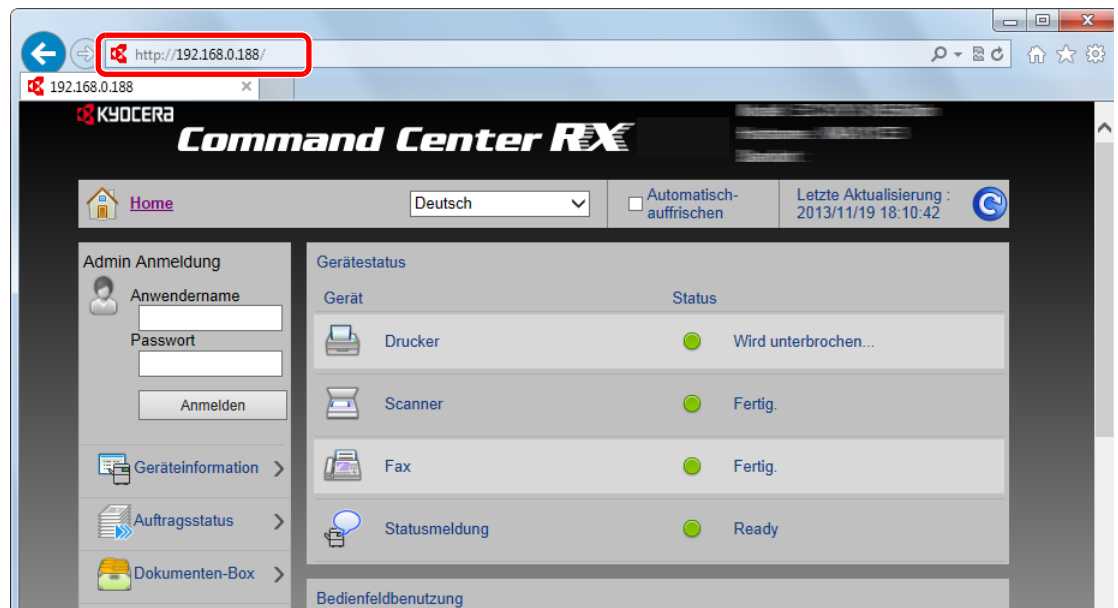 http://192.168.0.188/
192.168.0.188
KYOCERA
Command Center RX
Home
Deutsch
Automatisch-
auffrischen
Letzte Aktualisierung :
2013/11/19 18:10:42
Admin Anmeldung
Anwendername
Passwort
Anmelden
Geräteinformation
Auftragsstatus
Dokumenten-Box
Gerätestatus
Gerät Status
Drucker Wird unterbrochen...
Scanner Fertig.
Fax Fertig.
Statusmeldung Ready
Bedienfeldbenutzung